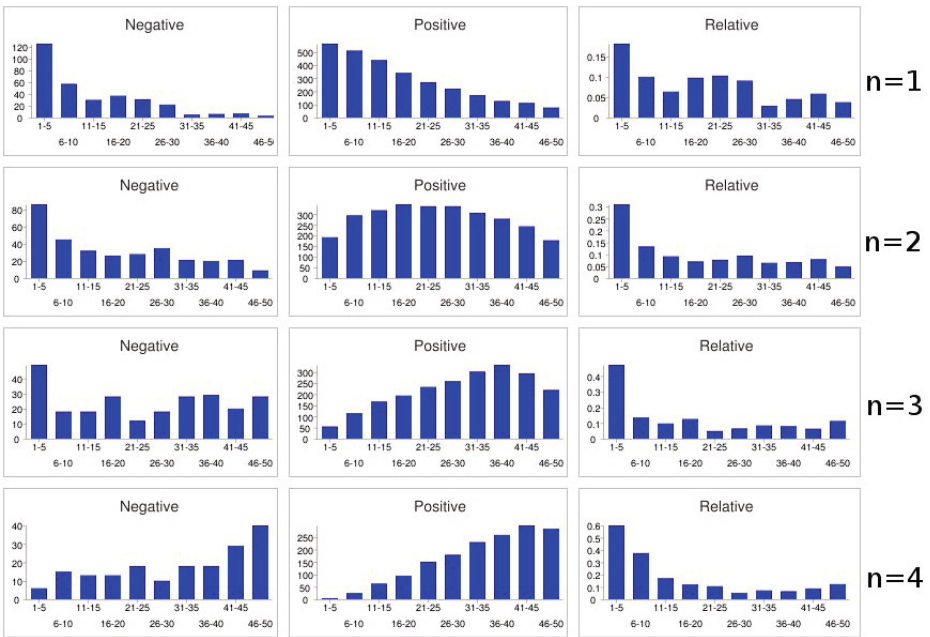 Negative Positive Relative
120 500 0.15
100 400
80 300 0.1
60 200
40 100 0.05
20 0 0
0
n=1
1-5 11-15 21-25 31-35 41-45 1-5 11-15 21-25 31-35 41-45 1-5 11-15 21-25 31-35 41-45
6-10 16-20 26-30 36-40 46-5 6-10 16-20 26-30 36-40 46-50 6-10 16-20 26-30 36-40 46-50
Negative Positive Relative
80 300 0.3
60 250 0.25
40 200 0.2
20 150 0.15
0 100 0.1
50 0.05
0 0
n=2
1-5 11-15 21-25 31-35 41-45 1-5 11-15 21-25 31-35 41-45 1-5 11-15 21-25 31-35 41-45
6-10 16-20 26-30 36-40 46-50 6-10 16-20 26-30 36-40 46-50 6-10 16-20 26-30 36-40 46-50
Negative Positive Relative
40 300 0.4
30 250 0.3
20 200 0.2
10 150 0.1
0 100 0
50
0
n=3
1-5 11-15 21-25 31-35 41-45 1-5 11-15 21-25 31-35 41-45 1-5 11-15 21-25 31-35 41-45
6-10 16-20 26-30 36-40 46-50 6-10 16-20 26-30 36-40 46-50 6-10 16-20 26-30 36-40 46-50
Negative Positive Relative
40 250 0.6
30 200 0.5
20 150 0.4
10 100 0.3
0 50 0.2
0 0.1
0
n=4
1-5 11-15 21-25 31-35 41-45 1-5 11-15 21-25 31-35 41-45 1-5 11-15 21-25 31-35 41-45
6-10 16-20 26-30 36-40 46-50 6-10 16-20 26-30 36-40 46-50 6-10 16-20 26-30 36-40 46-50